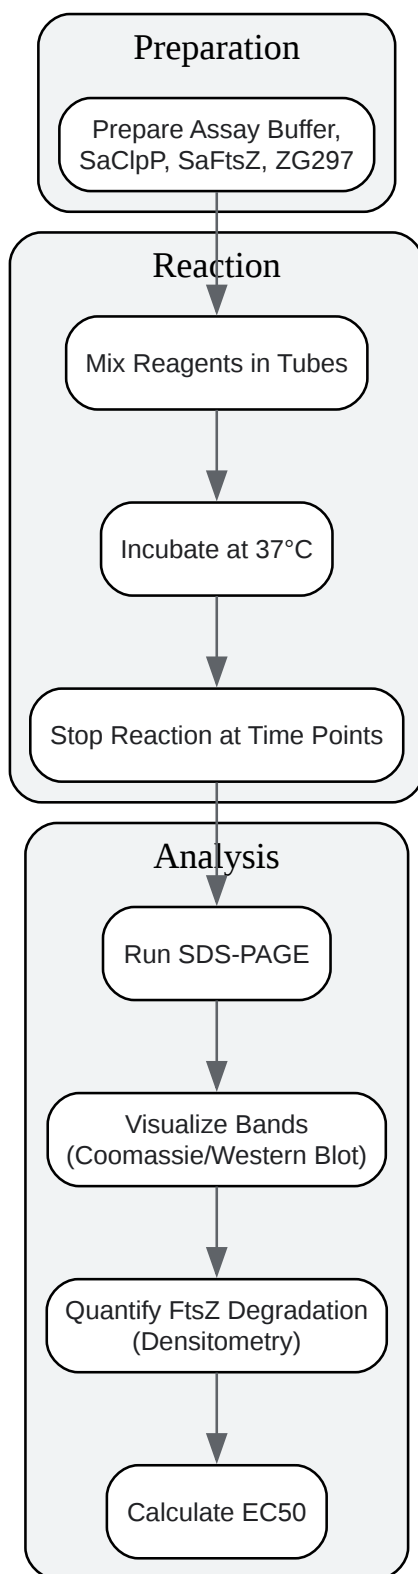 Preparation
Prepare Assay Buffer,
SaClpP, SaFtsZ, ZG297
Reaction
Mix Reagents in Tubes
Incubate at 37°C
Stop Reaction at Time Points
Analysis
Run SDS-PAGE
Visualize Bands
(Coomassie/Western Blot)
Quantify FtsZ Degradation
(Densitometry)
Calculate EC50